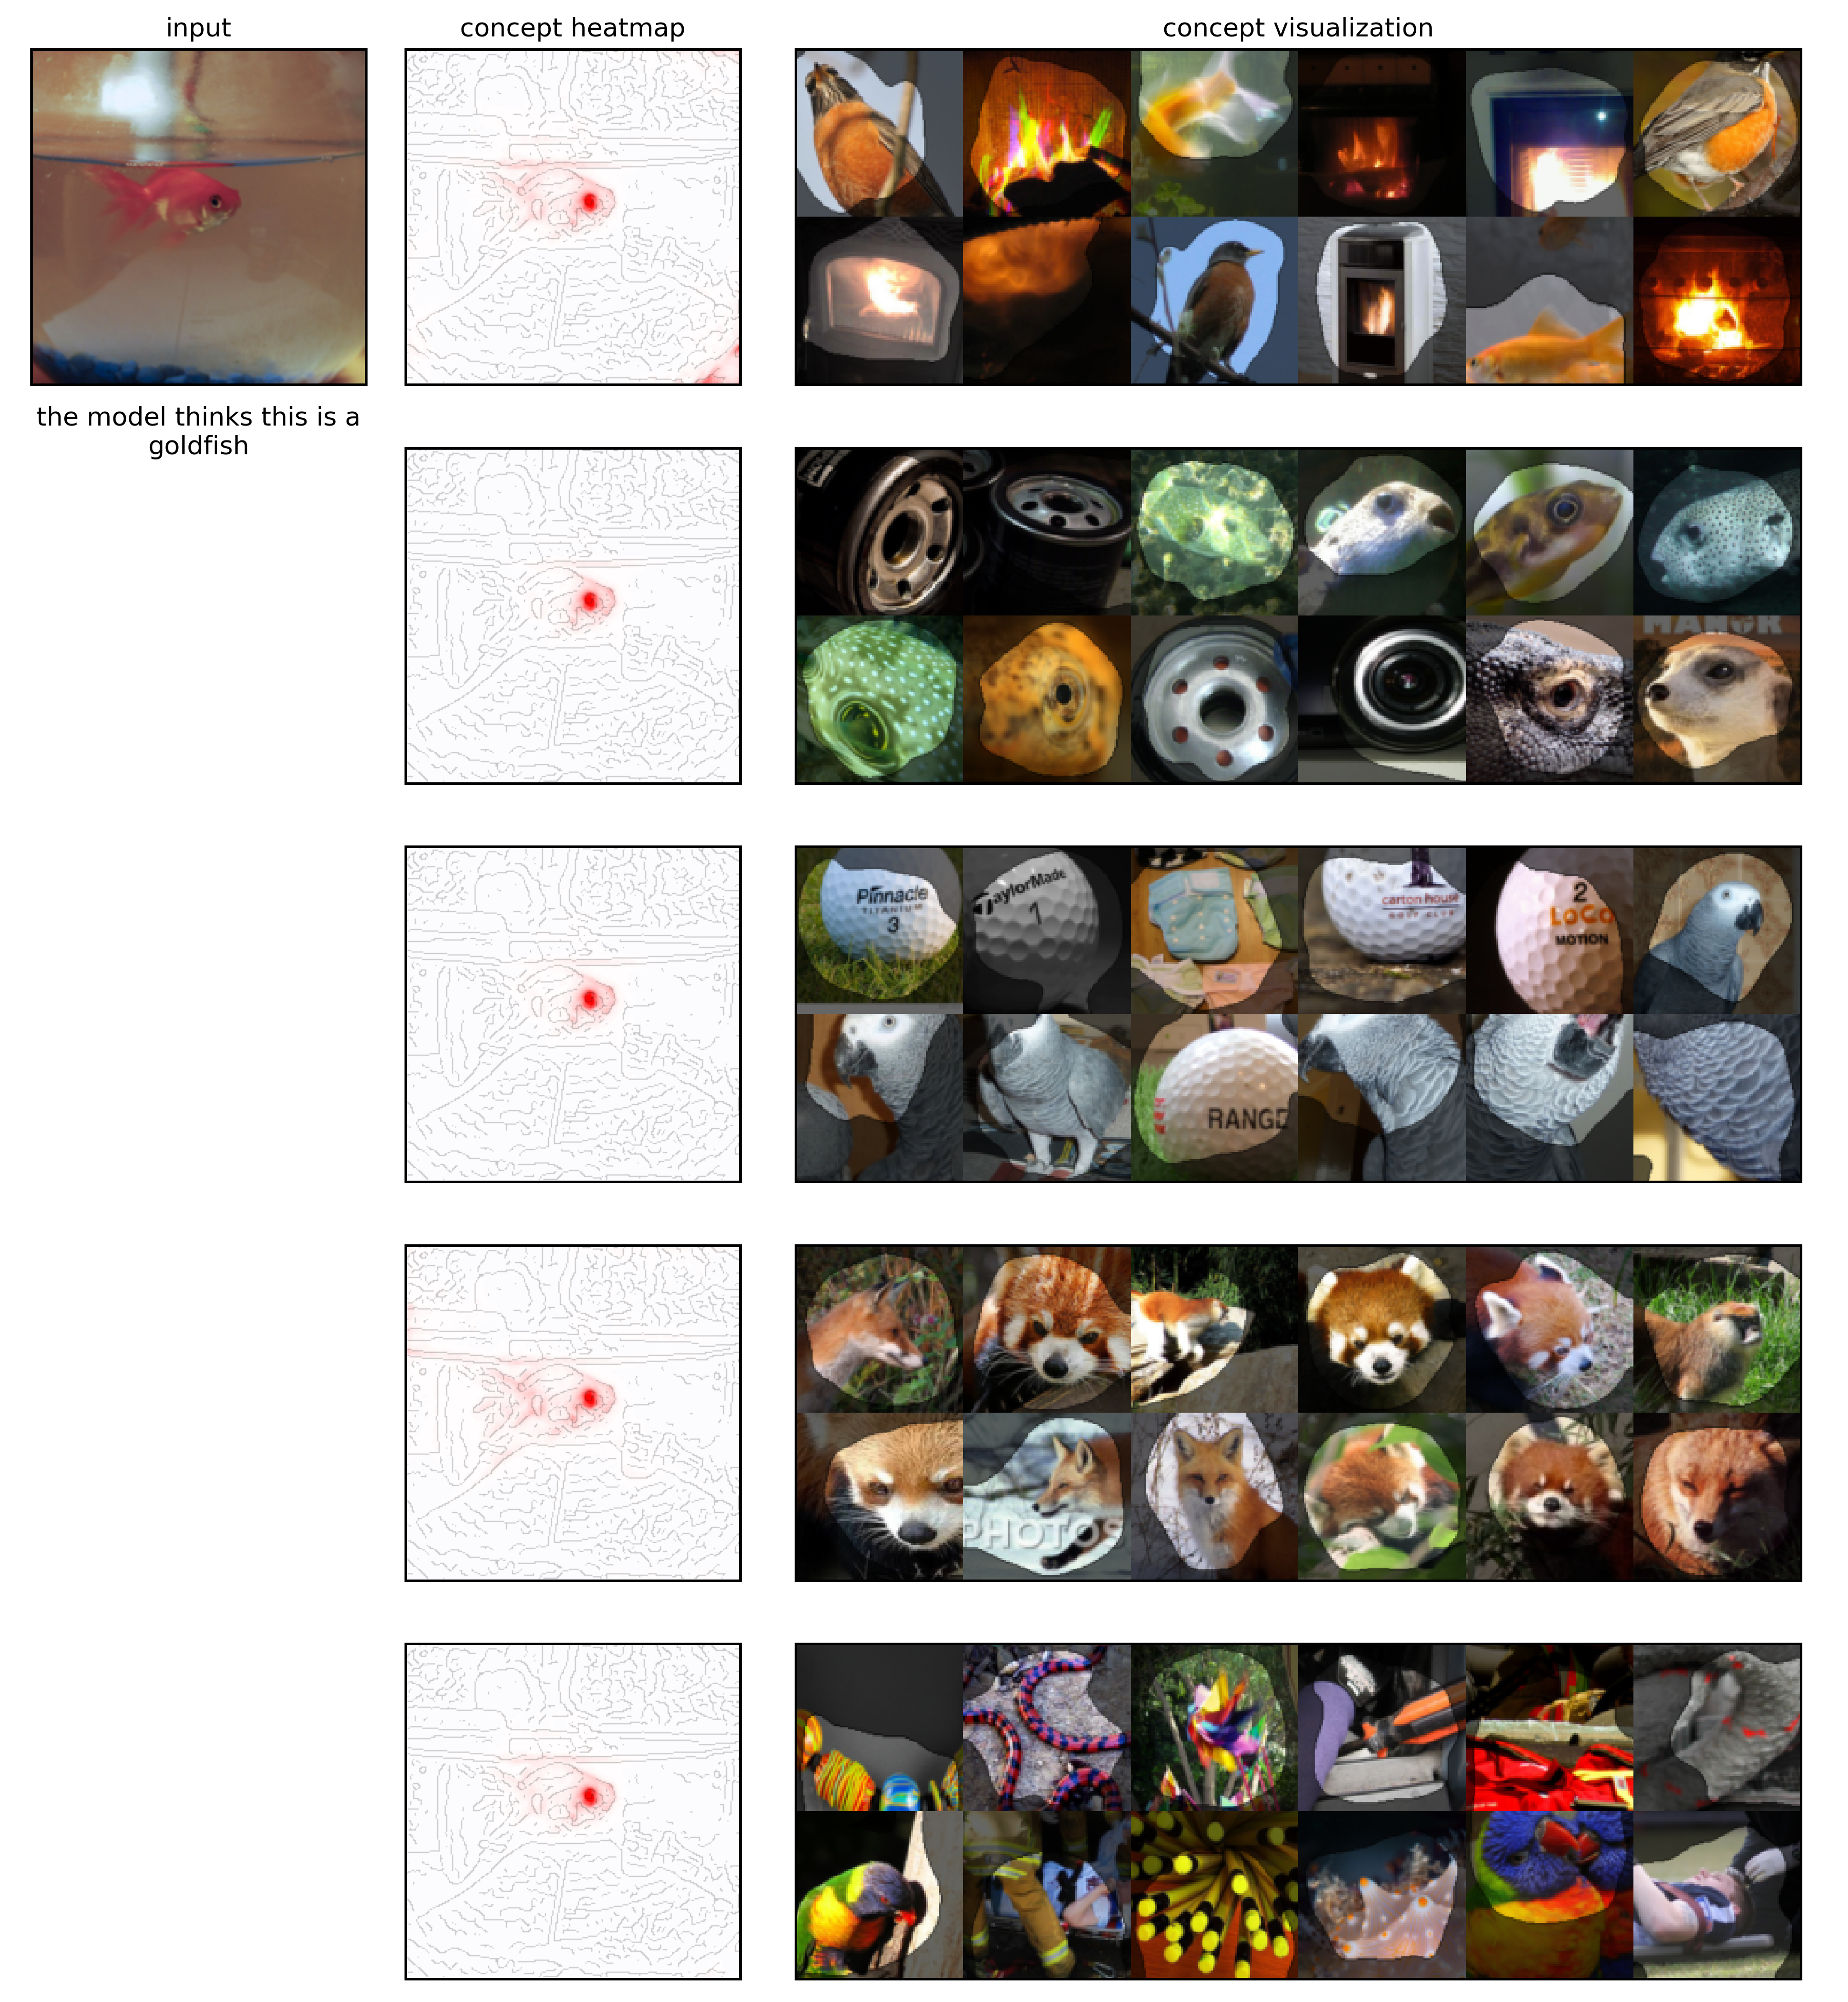 input
concept heatmap
concept visualization
the model thinks this is a
goldfish
MANOR
Pinnacle
TITANIUM
3
TaylorMade
1
carton house
GOLF CLUB
2
LOCO
MOTION
RANGE
PHOTOS